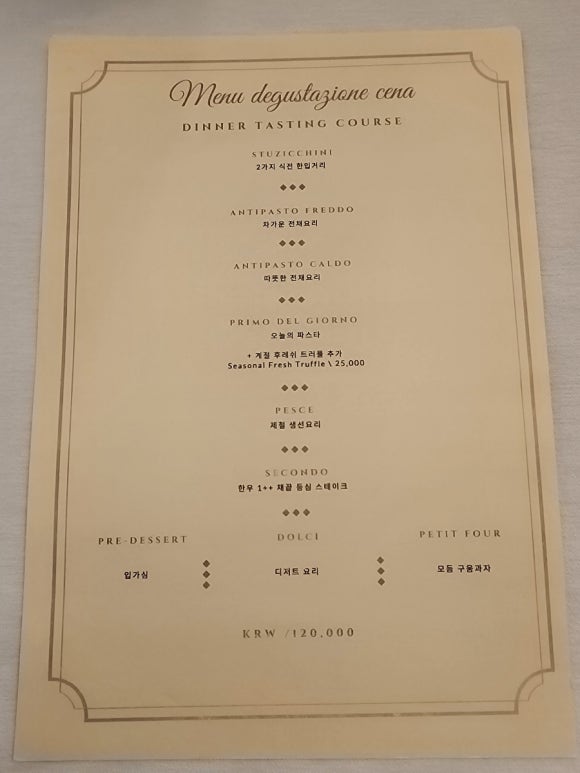 Menu degustazione cena
DINNER TASTING COURSE
STUZICCHINI
2가지 식전 한입거리
ANTIPASTO FREDDO
차가운 전채요리
ANTIPASTO CALDO
따뜻한 전채요리
PRIMO DEL GIORNO
오늘의 파스타
+ 계절 후레쉬 트러플 추가
Seasonal Fresh Truffle \ 25,000
PESCE
제철 생선요리
SECONDO
한우 1++ 채끝 등심 스테이크
PRE-DESSERT
입가심
DOLCI
디저트 요리
PETIT FOUR
모듬 구움과자
KRW /120,000